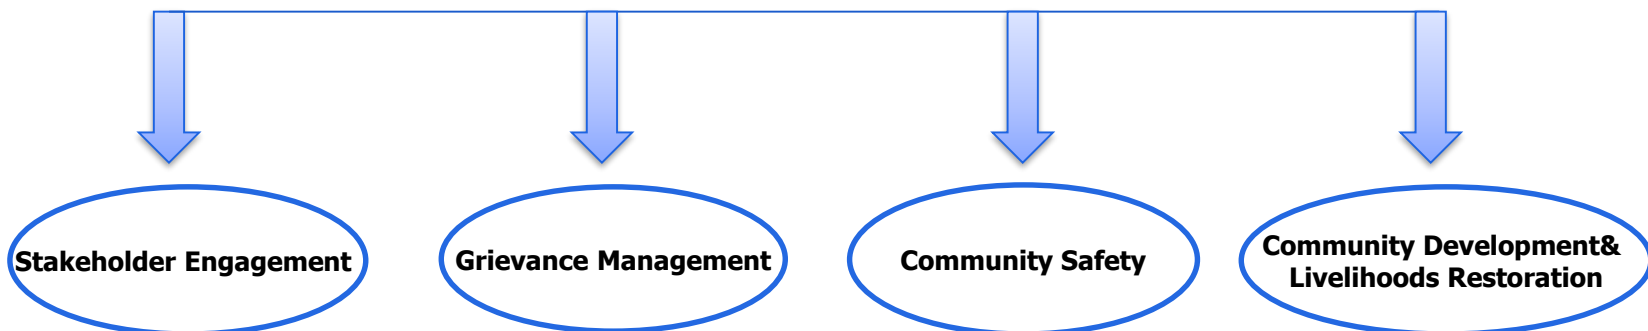 Stakeholder Engagement
Grievance Management
Community Safety
Community Development&
Livelihoods Restoration